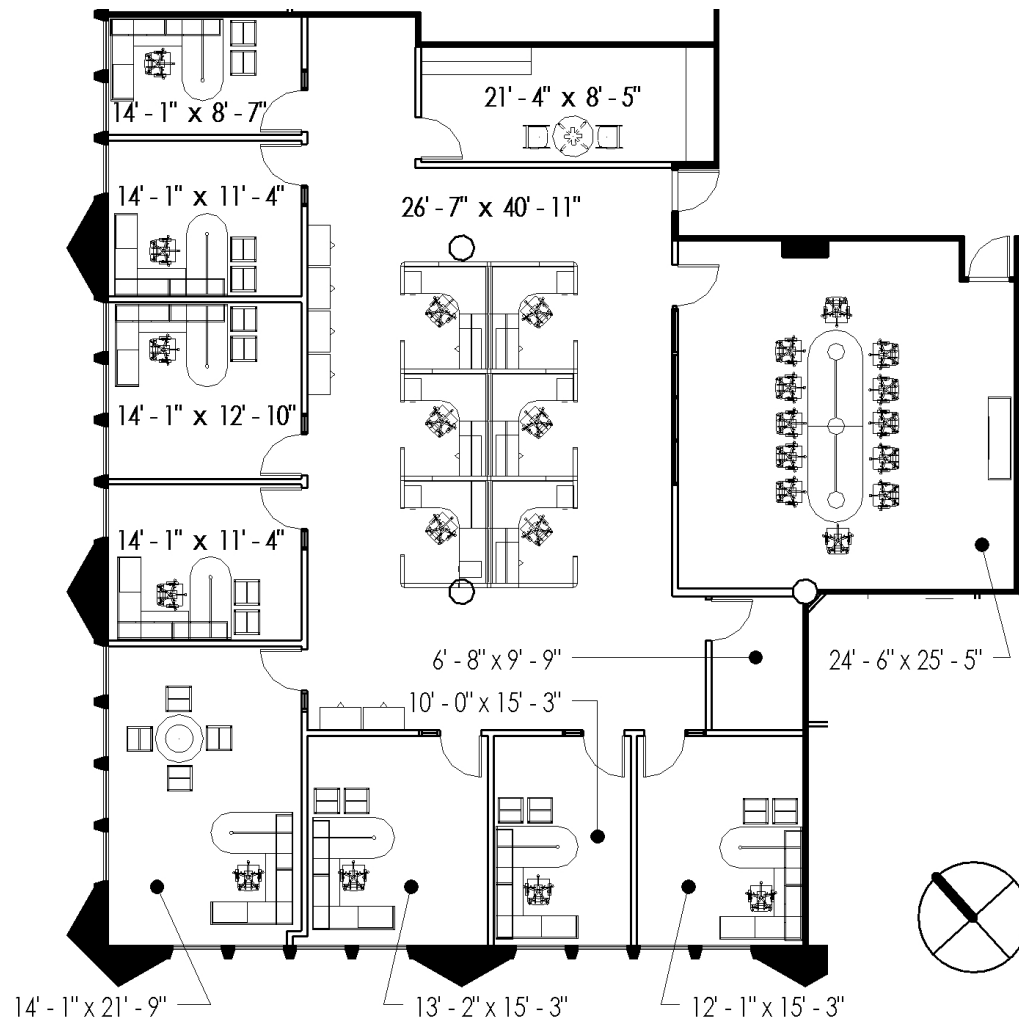 21' - 4" x 8' - 5"
14' - 1" x 8' - 7"
14' - 1" x 11' - 4"
26' - 7" x 40' - 11"
14' - 1" x 12' - 10"
14' - 1" x 11' - 4"
6' - 8" x 9' - 9"
24' - 6" x 25' - 5"
10' - 0" x 15' - 3"
14' - 1" x 21' - 9"
13' - 2" x 15' - 3"
12' - 1" x 15' - 3"